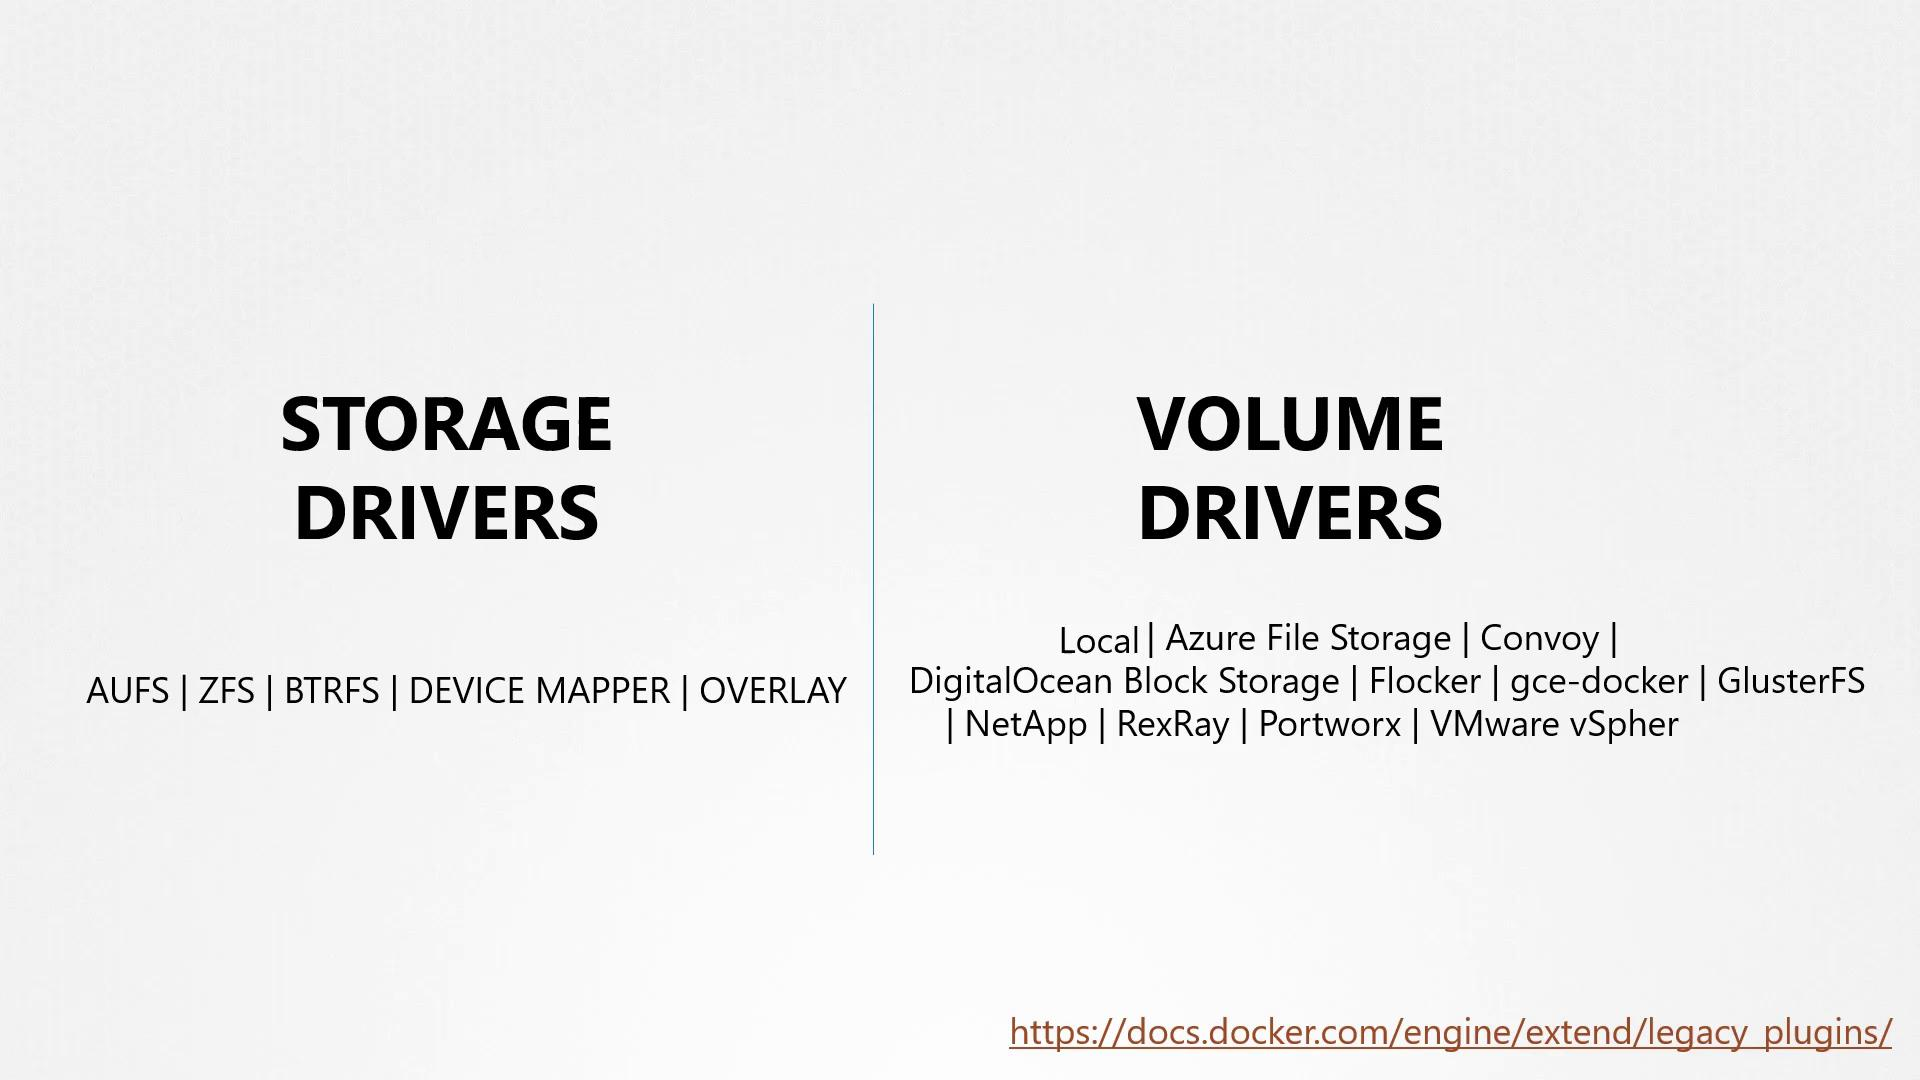 STORAGE
DRIVERS
AUFS | ZFS | BTRFS | DEVICE MAPPER | OVERLAY
VOLUME
DRIVERS
Local | Azure File Storage | Convoy |
DigitalOcean Block Storage | Flocker | gce-docker | GlusterFS
| NetApp | RexRay | Portworx | VMware vSpher
https://docs.docker.com/engine/extend/legacy_plugins/